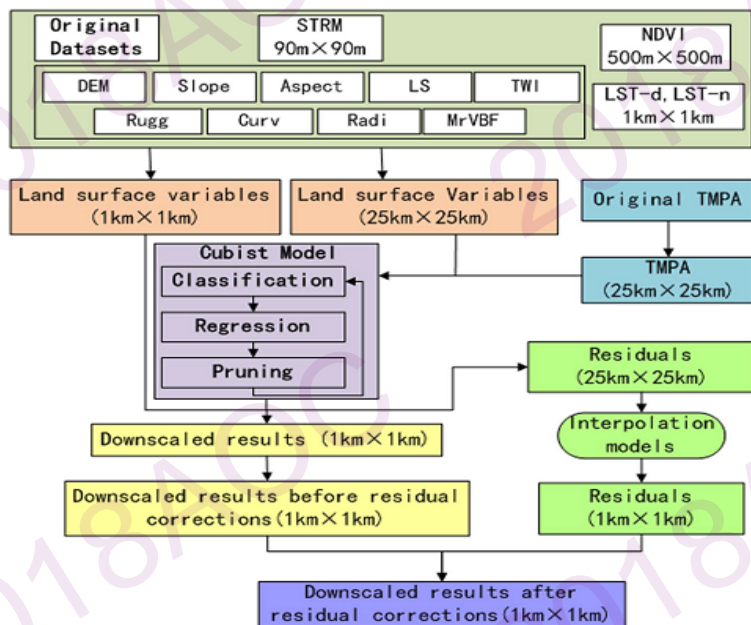 Original
Datasets
STRM
90m×90m
NDVI
500m×500m
DEM
Slope
Aspect
LS
TWI
LST-d, LST-n
1km×1km
Rugg
Curv
Radi
MrVBF
Land surface variables
(1km×1km)
Land surface Variables
(25km×25km)
Original TMPA
Cubist Model
Classification
TMPA
(25km×25km)
Regression
Pruning
Residuals
(25km×25km)
Downscaled results (1km×1km)
Interpolation
models
Downscaled results before residual
corrections(1km×1km)
Residuals
(1km×1km)
Downscaled results after
residual corrections(1km×1km)